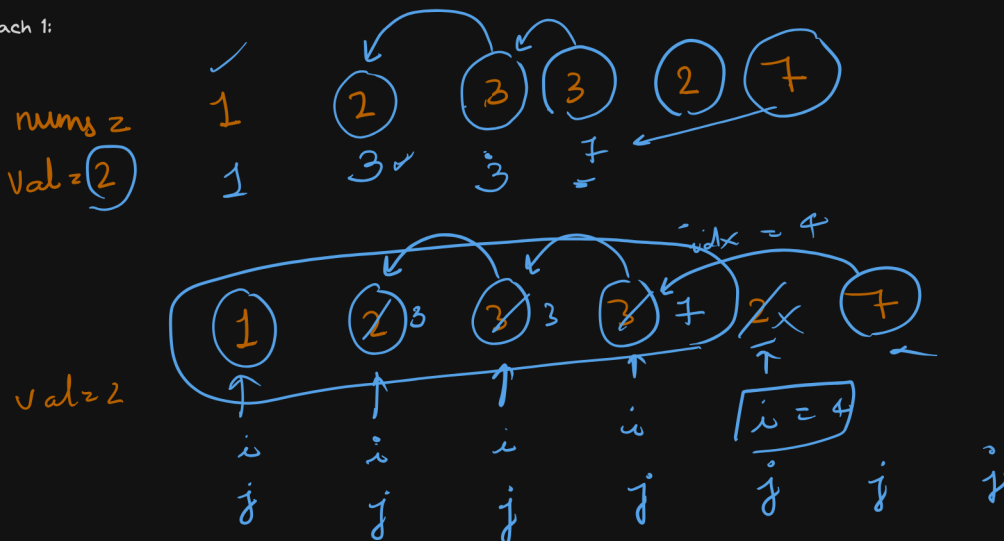 ach 1:
nums = 1 2 3 3 2 7
val = 2 1 3 3 7
idx = 4
1 2 3 3 3 3 7 2 x 7
val=2
i i i i i = 4
j j j j j j j